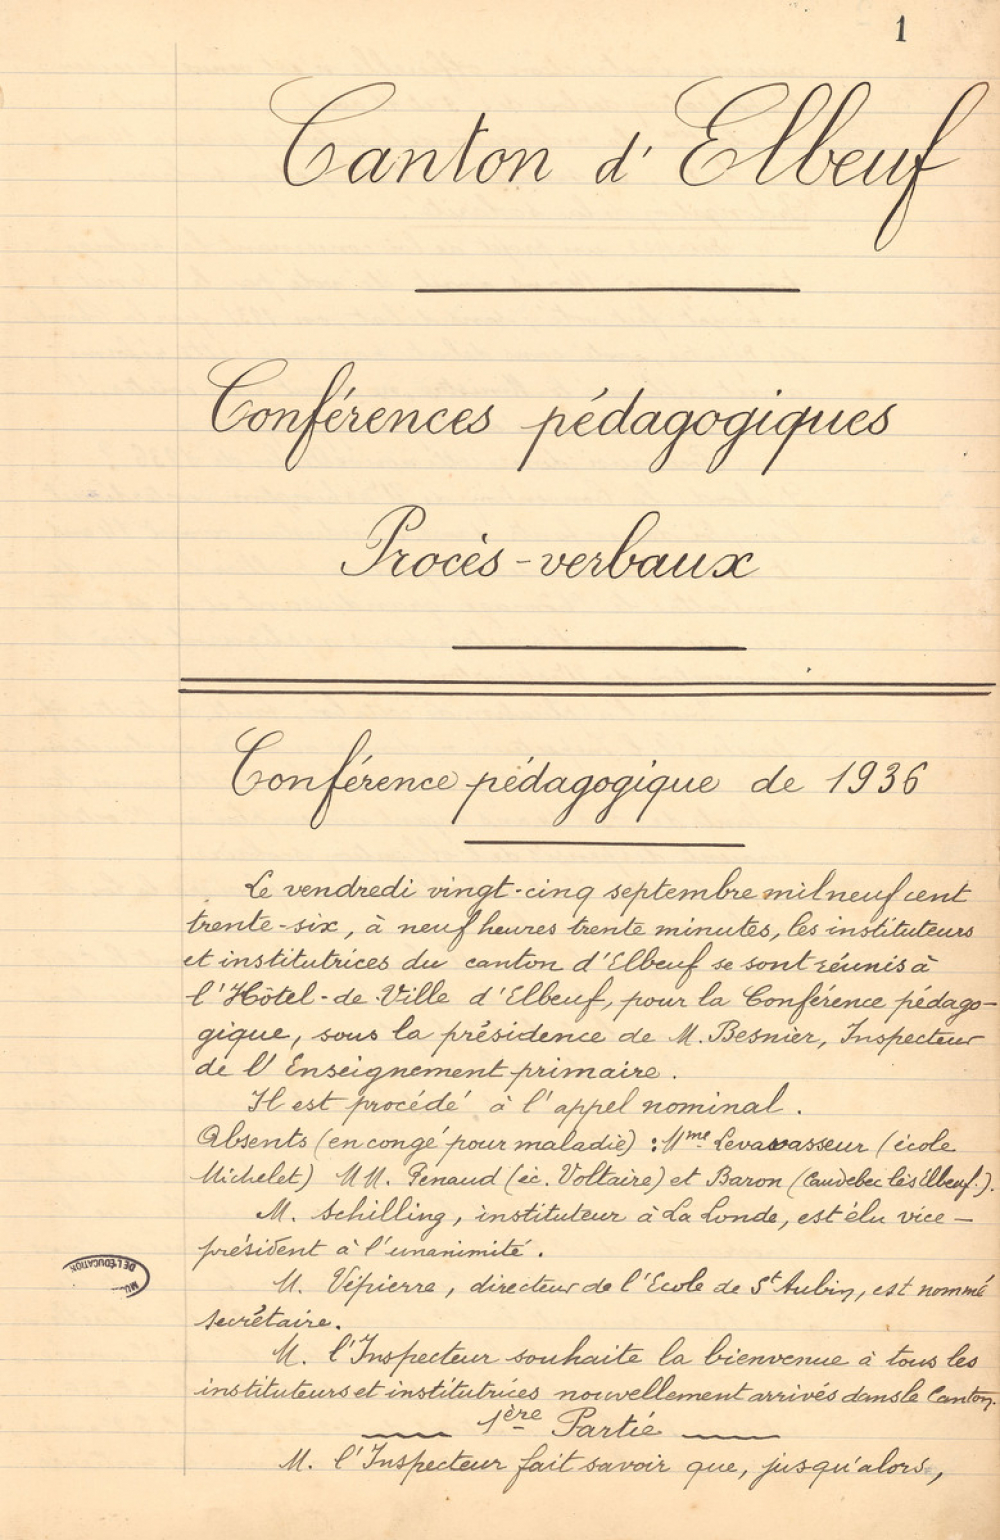 1
Canton d'Elbeuf
Conférences pédagogiques
Procès-verbaux
Conférence pédagogique de 1936
Le vendredi vingt-cinq septembre mil neuf cent
trente-six, à neuf heures trente minutes, les instituteurs
et institutrices du canton d'Elbeuf se sont réunis à
l'Hôtel-de-Ville d'Elbeuf, pour la Conférence pédago-
gique, sous la présidence de M. Besnier, Inspecteur
de l'Enseignement primaire.
Il est procédé à l'appel nominal.
Absents (en congé pour maladie) : Mme Levavasseur (école
Michelet) MM. Penaud (éc. Voltaire) et Baron (Caudebec lès Elbeuf.).
M. Schilling, instituteur à La Londe, est élu vice-
président à l'unanimité.
M. Vépierre, directeur de l'Ecole de St Aubin, est nommé
secrétaire.
M. l'Inspecteur souhaite la bienvenue à tous les
instituteurs et institutrices nouvellement arrivés dans le Canton.
1ère Partie
M. l'Inspecteur fait savoir que, jusqu'alors,
DE L'ÉDUCATION